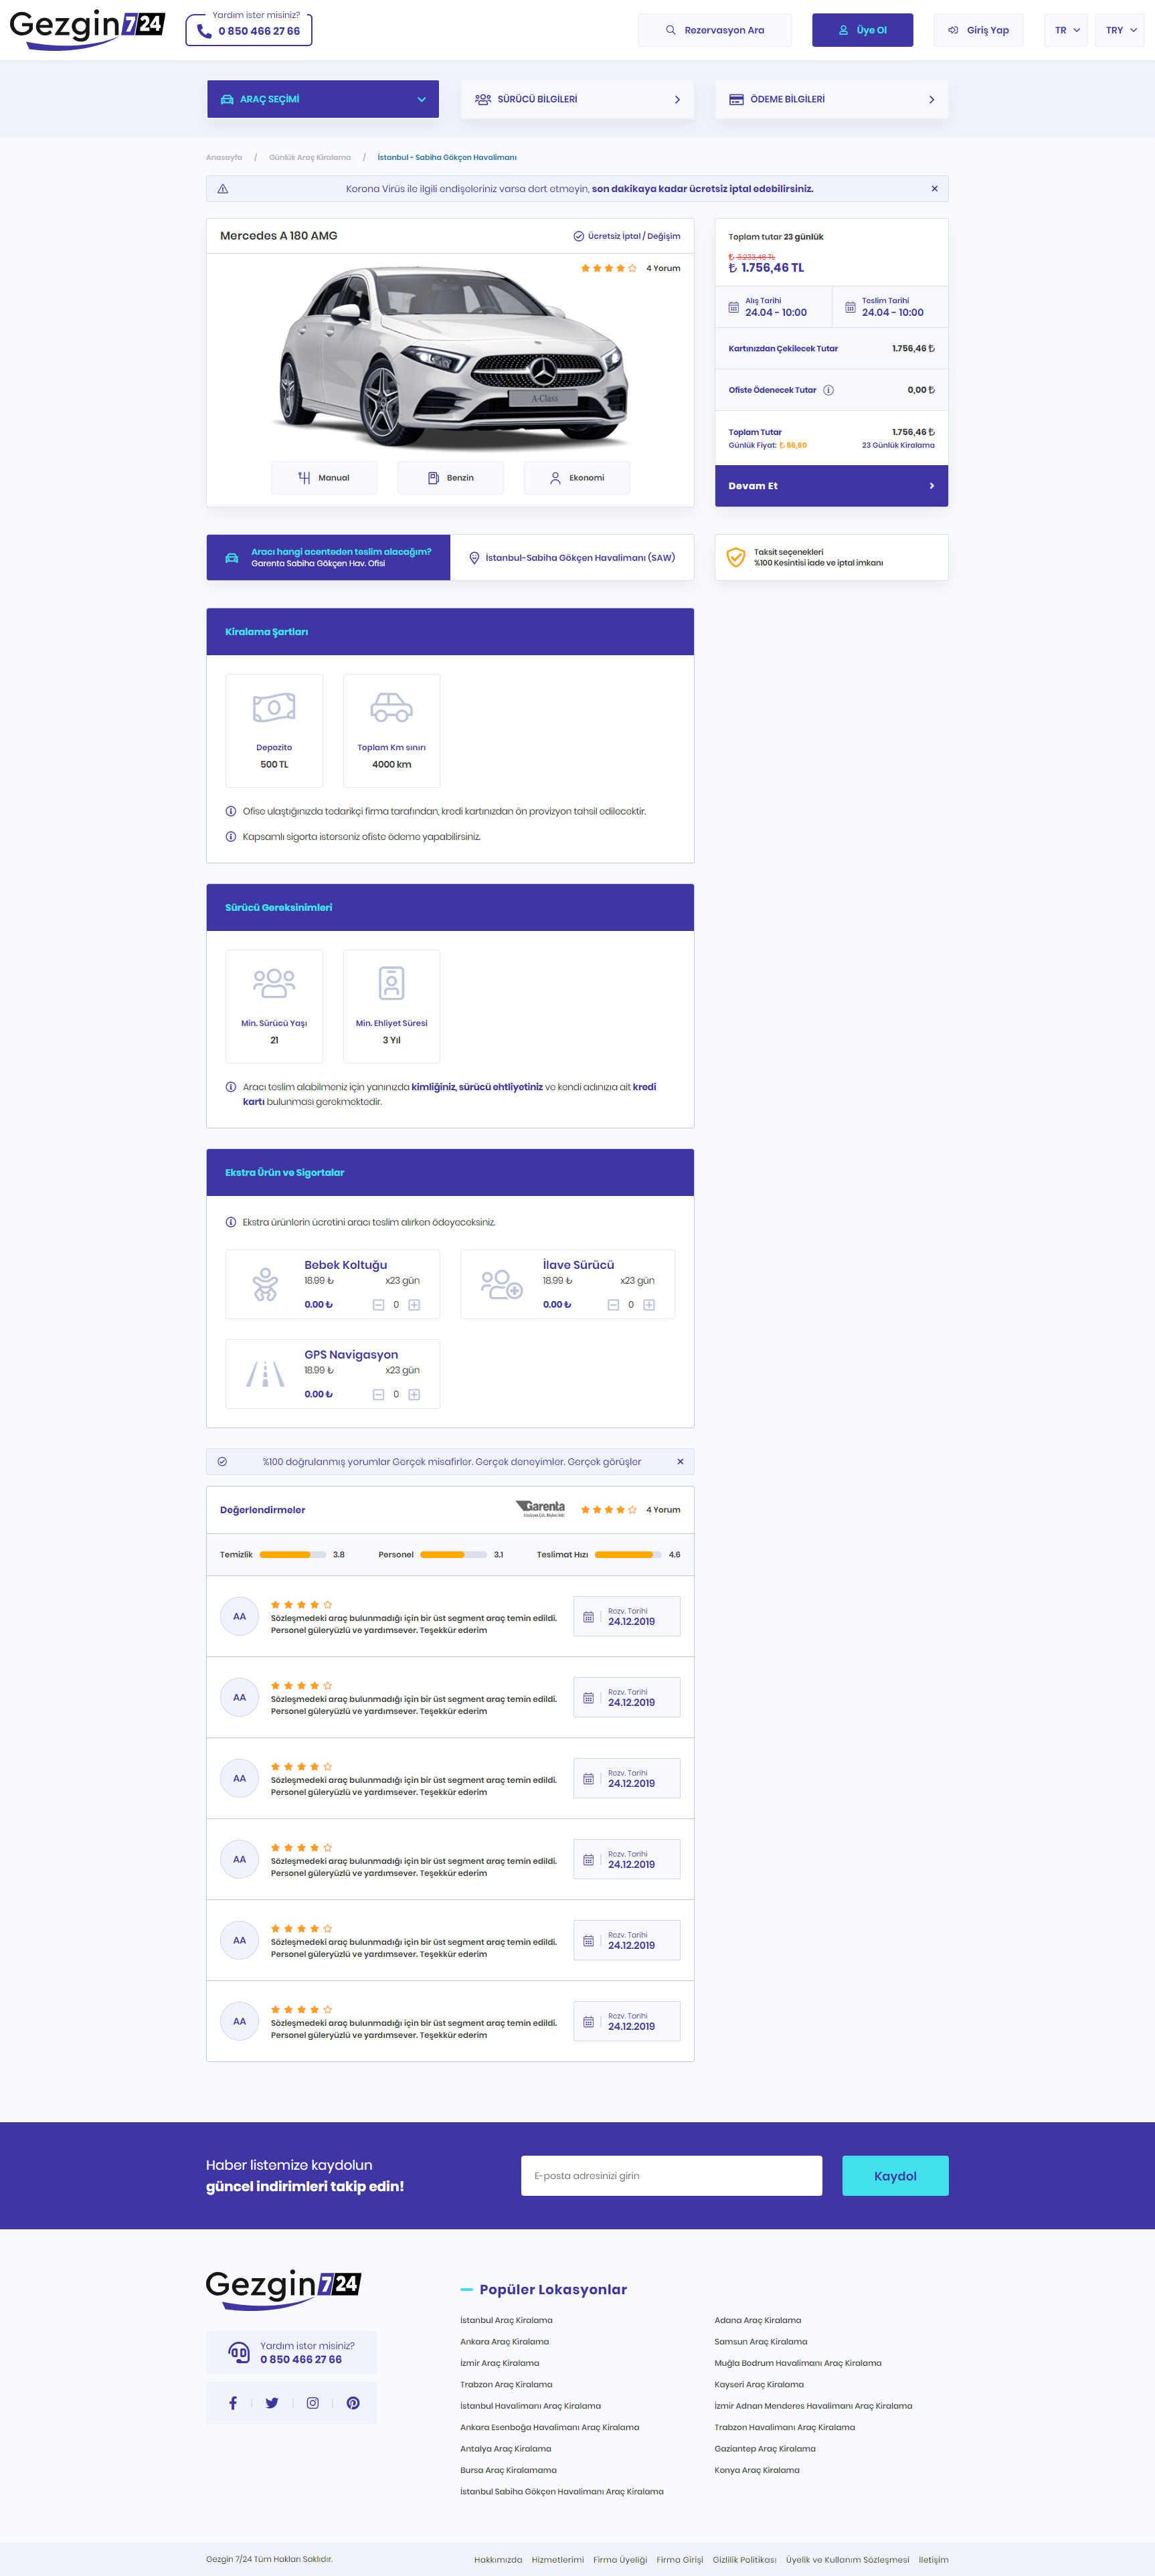 Gezgin 7/24
Yardım ister misiniz?
0 850 466 27 66
Rezervasyon Ara
Üye Ol
Giriş Yap
TR
TRY
ARAÇ SEÇİMİ
SÜRÜCÜ BİLGİLERİ
ÖDEME BİLGİLERİ
Anasayfa / Günlük Araç Kiralama / İstanbul - Sabiha Gökçen Havalimanı
Korona Virüs ile ilgili endişeleriniz varsa dert etmeyin, son dakikaya kadar ücretsiz iptal edebilirsiniz.
Mercedes A 180 AMG
Ücretsiz İptal / Değişim
4 Yorum
A-Class
Manual
Benzin
Ekonomi
Toplam tutar 23 günlük
₺ 3.233,46 TL
₺ 1.756,46 TL
Alış Tarihi
24.04 - 10:00
Teslim Tarihi
24.04 - 10:00
Kartınızdan Çekilecek Tutar 1.756,46 ₺
Ofiste Ödenecek Tutar 0,00 ₺
Toplam Tutar 1.756,46 ₺
Günlük Fiyat: ₺ 56,60 23 Günlük Kiralama
Devam Et
Aracı hangi acenteden teslim alacağım?
Garenta Sabiha Gökçen Hav. Ofisi
İstanbul-Sabiha Gökçen Havalimanı (SAW)
Taksit seçenekleri
%100 Kesintisi iade ve iptal imkanı
Kiralama Şartları
Depozito
500 TL
Toplam Km sınırı
4000 km
Ofise ulaştığınızda tedarikçi firma tarafından, kredi kartınızdan ön provizyon tahsil edilecektir.
Kapsamlı sigorta isterseniz ofiste ödeme yapabilirsiniz.
Sürücü Gereksinimleri
Min. Sürücü Yaşı
21
Min. Ehliyet Süresi
3 Yıl
Aracı teslim alabilmeniz için yanınızda kimliğiniz, sürücü ehtliyetiniz ve kendi adınızıa ait kredi
kartı bulunması gerekmektedir.
Ekstra Ürün ve Sigortalar
Ekstra ürünlerin ücretini aracı teslim alırken ödeyeceksiniz.
Bebek Koltuğu
18.99 ₺ x23 gün
0.00 ₺ 0
İlave Sürücü
18.99 ₺ x23 gün
0.00 ₺ 0
GPS Navigasyon
18.99 ₺ x23 gün
0.00 ₺ 0
%100 doğrulanmış yorumlar Gerçek misafirler. Gerçek deneyimler. Gerçek görüşler
Değerlendirmeler
Garenta
4 Yorum
Temizlik 3.8
Personel 3.1
Teslimat Hızı 4.6
AA
Sözleşmedeki araç bulunmadığı için bir üst segment araç temin edildi.
Personel güleryüzlü ve yardımsever. Teşekkür ederim
Rozv. Tarihi
24.12.2019
AA
Sözleşmedeki araç bulunmadığı için bir üst segment araç temin edildi.
Personel güleryüzlü ve yardımsever. Teşekkür ederim
Rozv. Tarihi
24.12.2019
AA
Sözleşmedeki araç bulunmadığı için bir üst segment araç temin edildi.
Personel güleryüzlü ve yardımsever. Teşekkür ederim
Rozv. Tarihi
24.12.2019
AA
Sözleşmedeki araç bulunmadığı için bir üst segment araç temin edildi.
Personel güleryüzlü ve yardımsever. Teşekkür ederim
Rozv. Tarihi
24.12.2019
AA
Sözleşmedeki araç bulunmadığı için bir üst segment araç temin edildi.
Personel güleryüzlü ve yardımsever. Teşekkür ederim
Rozv. Tarihi
24.12.2019
AA
Sözleşmedeki araç bulunmadığı için bir üst segment araç temin edildi.
Personel güleryüzlü ve yardımsever. Teşekkür ederim
Rozv. Tarihi
24.12.2019
Haber listemize kaydolun
güncel indirimleri takip edin!
E-posta adresinizi girin
Kaydol
Gezgin 7/24
Yardım ister misiniz?
0 850 466 27 66
Popüler Lokasyonlar
İstanbul Araç Kiralama
Ankara Araç Kiralama
İzmir Araç Kiralama
Trabzon Araç Kiralama
İstanbul Havalimanı Araç Kiralama
Ankara Esenboğa Havalimanı Araç Kiralama
Antalya Araç Kiralama
Bursa Araç Kiralamama
İstanbul Sabiha Gökçen Havalimanı Araç Kiralama
Adana Araç Kiralama
Samsun Araç Kiralama
Muğla Bodrum Havalimanı Araç Kiralama
Kayseri Araç Kiralama
İzmir Adnan Menderes Havalimanı Araç Kiralama
Trabzon Havalimanı Araç Kiralama
Gaziantep Araç Kiralama
Konya Araç Kiralama
Gezgin 7/24 Tüm Hakları Saklıdır.
Hakkımızda Hizmetlerimi Firma Üyeliği Firma Girişi Gizlilik Politikası Üyelik ve Kullanım Sözleşmesi İletişim